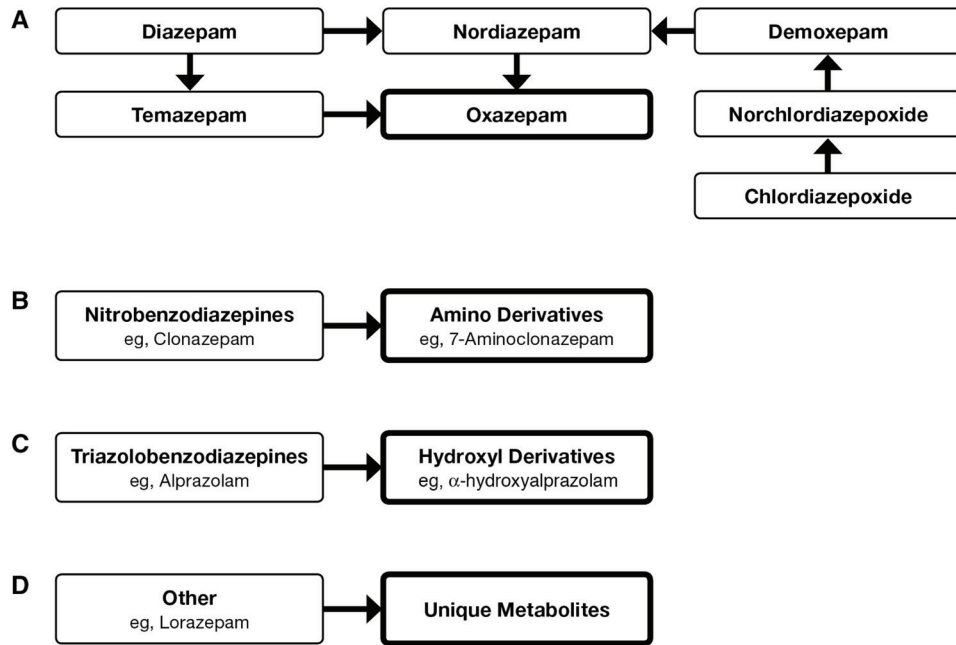 A
Diazepam
Nordiazepam
Demoxepam
Temazepam
Oxazepam
Norchlordiazepoxide
Chlordiazepoxide
B
Nitrobenzodiazepines
eg, Clonazepam
Amino Derivatives
eg, 7-Aminoclonazepam
C
Triazolobenzodiazepines
eg, Alprazolam
Hydroxyl Derivatives
eg, α-hydroxyalprazolam
D
Other
eg, Lorazepam
Unique Metabolites